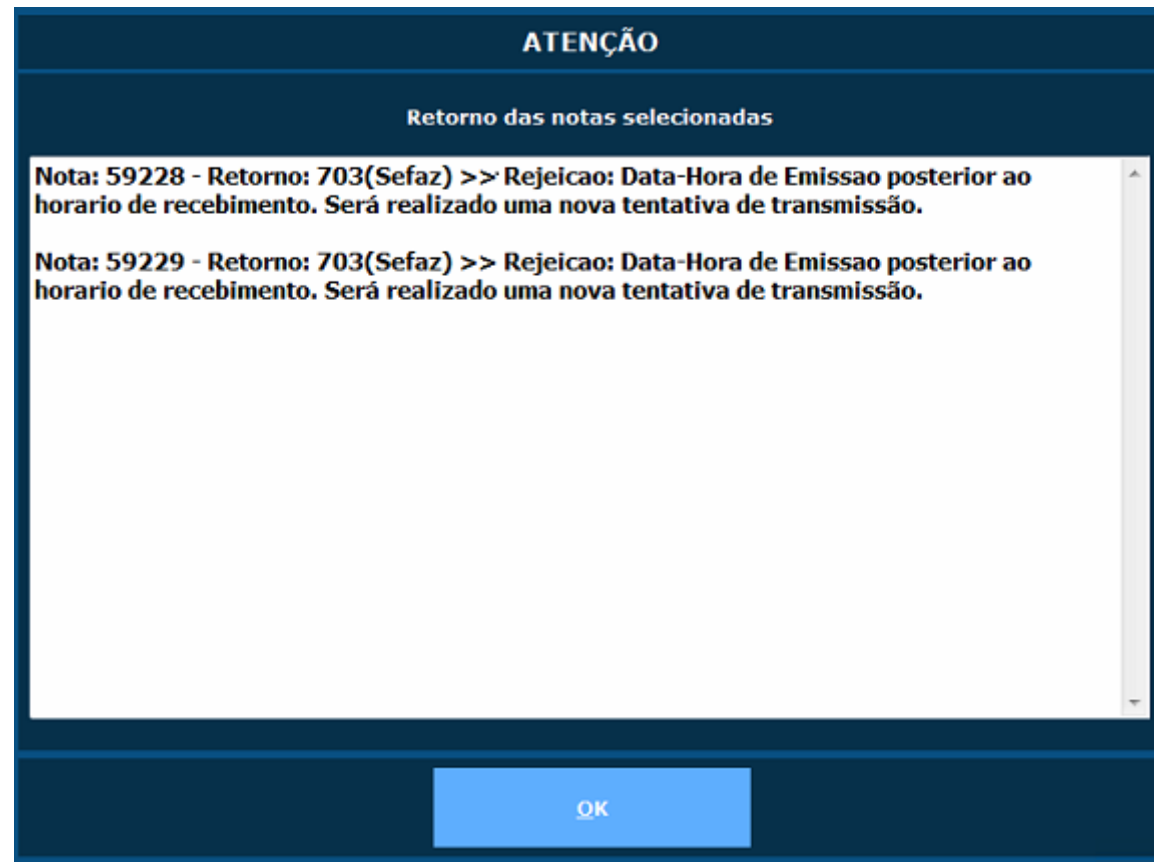 ATENÇÃO
Retorno das notas selecionadas
Nota: 59228 - Retorno: 703(Sefaz) >> Rejeicao: Data-Hora de Emissao posterior ao
horario de recebimento. Será realizado uma nova tentativa de transmissão.
Nota: 59229 - Retorno: 703(Sefaz) >> Rejeicao: Data-Hora de Emissao posterior ao
horario de recebimento. Será realizado uma nova tentativa de transmissão.
OK